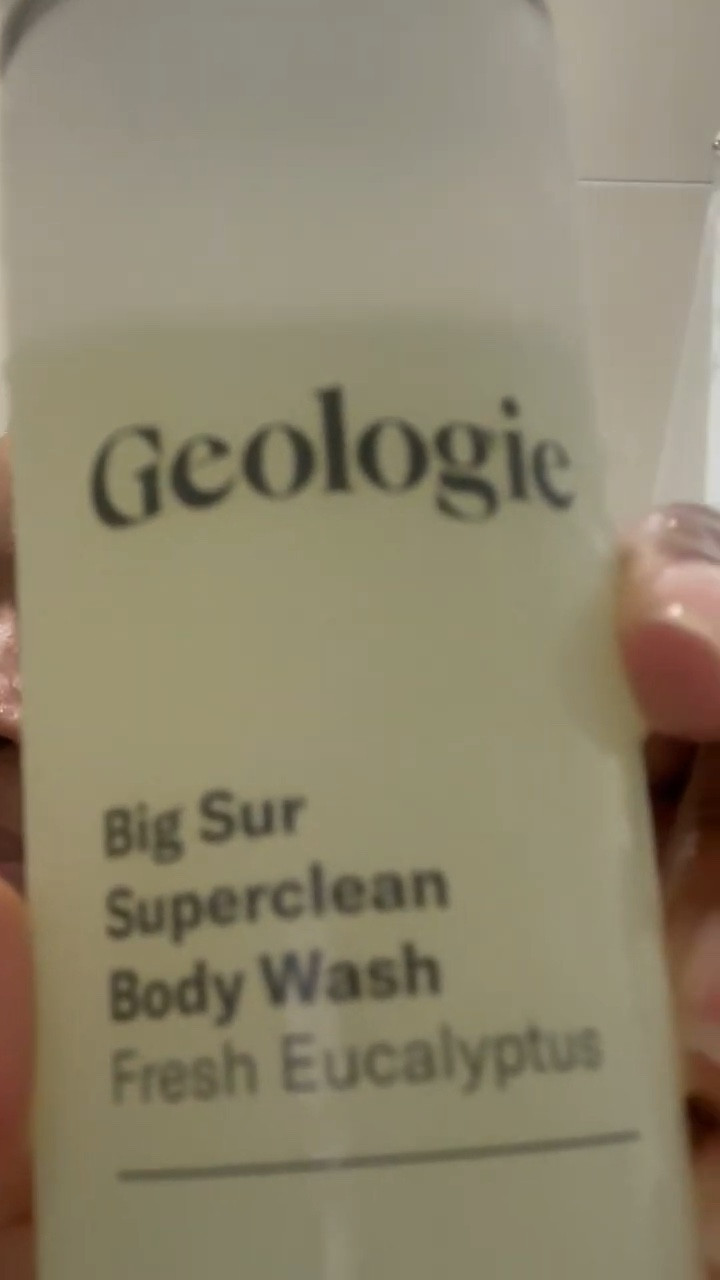 Geologie
Big Sur
Superclean
Body Wash
Fresh Eucalyptus